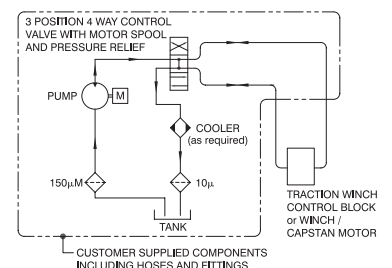 3 POSITION 4 WAY CONTROL
VALVE WITH MOTOR SPOOL
AND PRESSURE RELIEF
PUMP
M
COOLER
(as required)
150µM
10µ
TANK
TRACTION WINCH
CONTROL BLOCK
or WINCH /
CAPSTAN MOTOR
CUSTOMER SUPPLIED COMPONENTS
INCLUDING HOSES AND FITTINGS